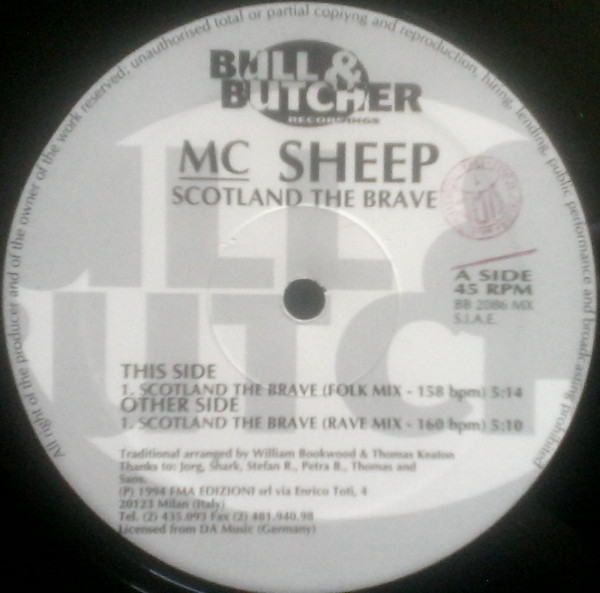 All right of the producer and of the owner of the work reserved, unauthorised total or partial copiyng and reproduction, hiring, lending, public, performance and broadcasting prohibited
BULL &
BUTCHER
RECORDINGS
MC SHEEP
SCOTLAND THE BRAVE
A SIDE
45 RPM
BB 2086 MX
S.I.A.E.
THIS SIDE
1. SCOTLAND THE BRAVE (FOLK MIX - 158 bpm) 5:14
OTHER SIDE
1. SCOTLAND THE BRAVE (RAVE MIX - 160 bpm) 5:10
Traditional arranged by William Bookwood & Thomas Keaton
Thanks to: Jorg, Shark, Stefan R., Petra B., Thomas and
Sans.
(P) 1994 FMA EDIZIONI srl via Enrico Toti, 4
20123 Milan (Italy)
Tel. (2) 435.093 Fax (2) 481.940.98
Licensed from DA Music (Germany)